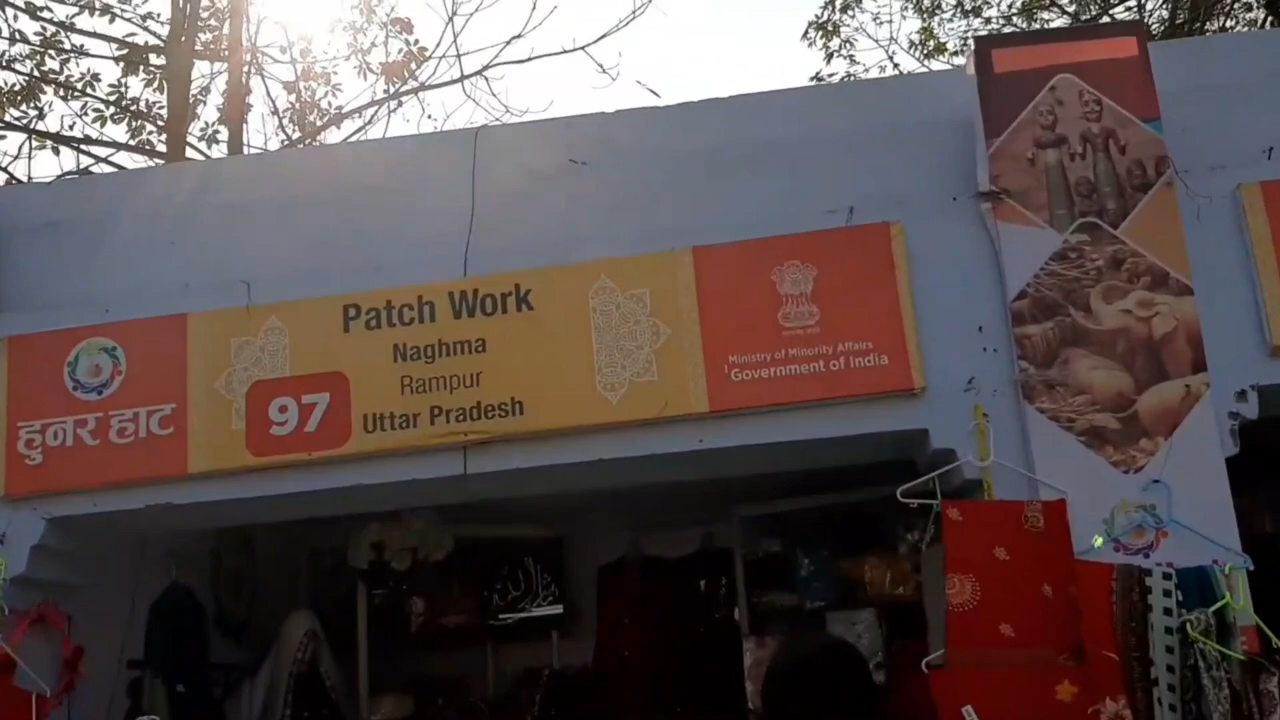 हुनर हाट
97
Patch Work
Naghma
Rampur
Uttar Pradesh
Ministry of Minority Affairs
Government of India